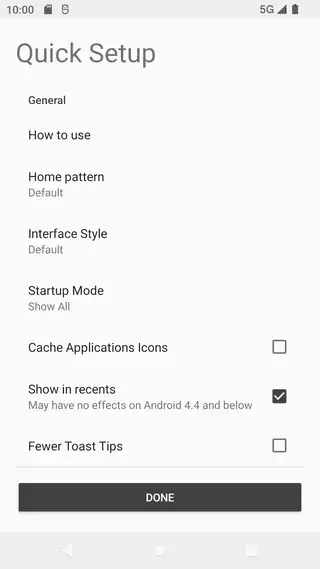 10:00
5G
Quick Setup
General
How to use
Home pattern
Default
Interface Style
Default
Startup Mode
Show All
Cache Applications Icons
Show in recents
May have no effects on Android 4.4 and below
Fewer Toast Tips
DONE